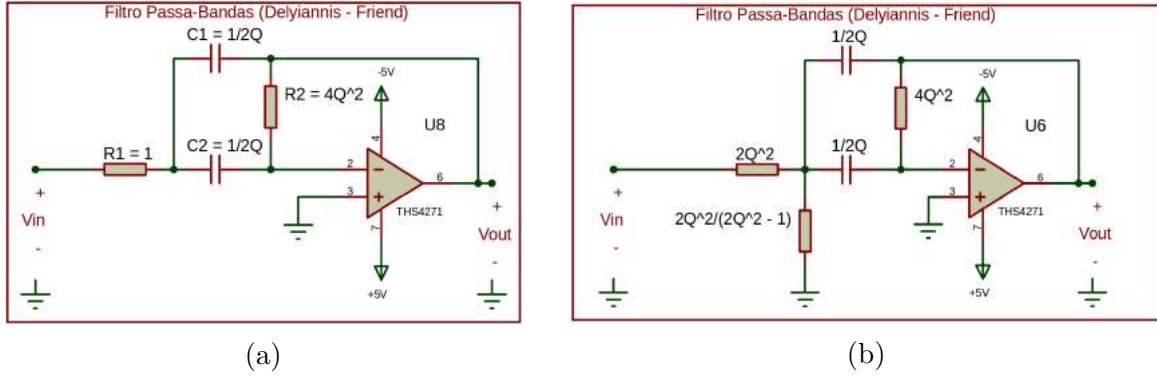 Filtro Passa-Bandas (Delyiannis - Friend)
C1 = 1/2Q
-5V
R2 = 4Q^2
U8
C2 = 1/2Q
4
R1 = 1
2
6
3
THS4271
7
+
Vin
-
+
Vout
-
+5V
(a)
Filtro Passa-Bandas (Delyiannis - Friend)
1/2Q
-5V
4Q^2
U6
1/2Q
4
2Q^2
2
6
3
THS4271
2Q^2/(2Q^2 - 1)
7
+
Vin
-
+
Vout
-
+5V
(b)